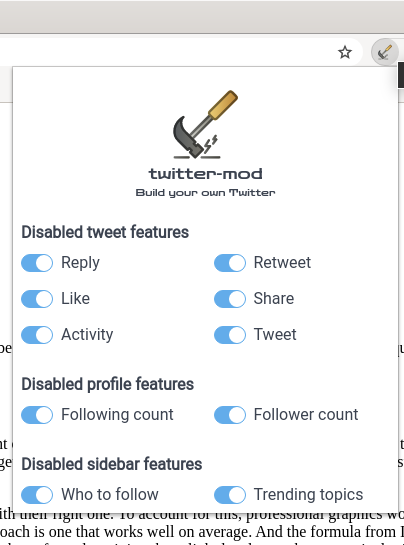 twitter-mod
Build your own Twitter
Disabled tweet features
Reply Retweet
Like Share
Activity Tweet
Disabled profile features
Following count Follower count
Disabled sidebar features
Who to follow Trending topics
with their right one. To account for this, professional graphics wo
oach is one that works well on average. And the formula from I